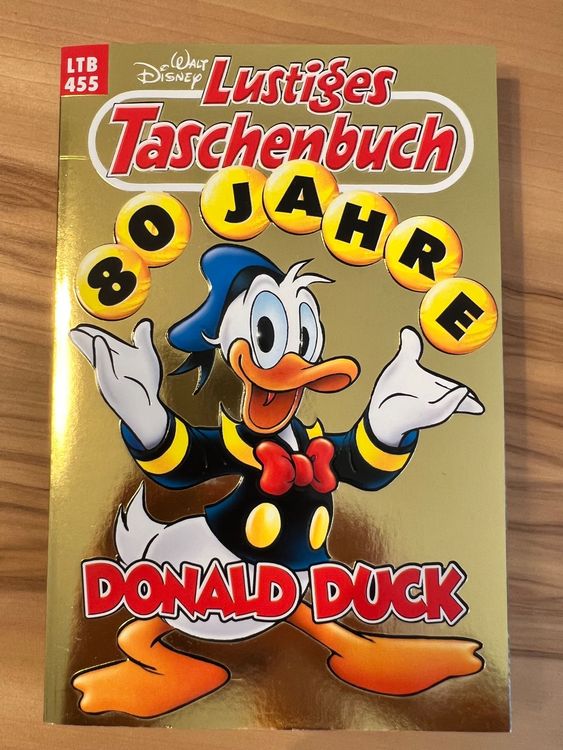 LTB
455
Walt
Disney
Lustiges
Taschenbuch
80 JAHRE
DONALD DUCK